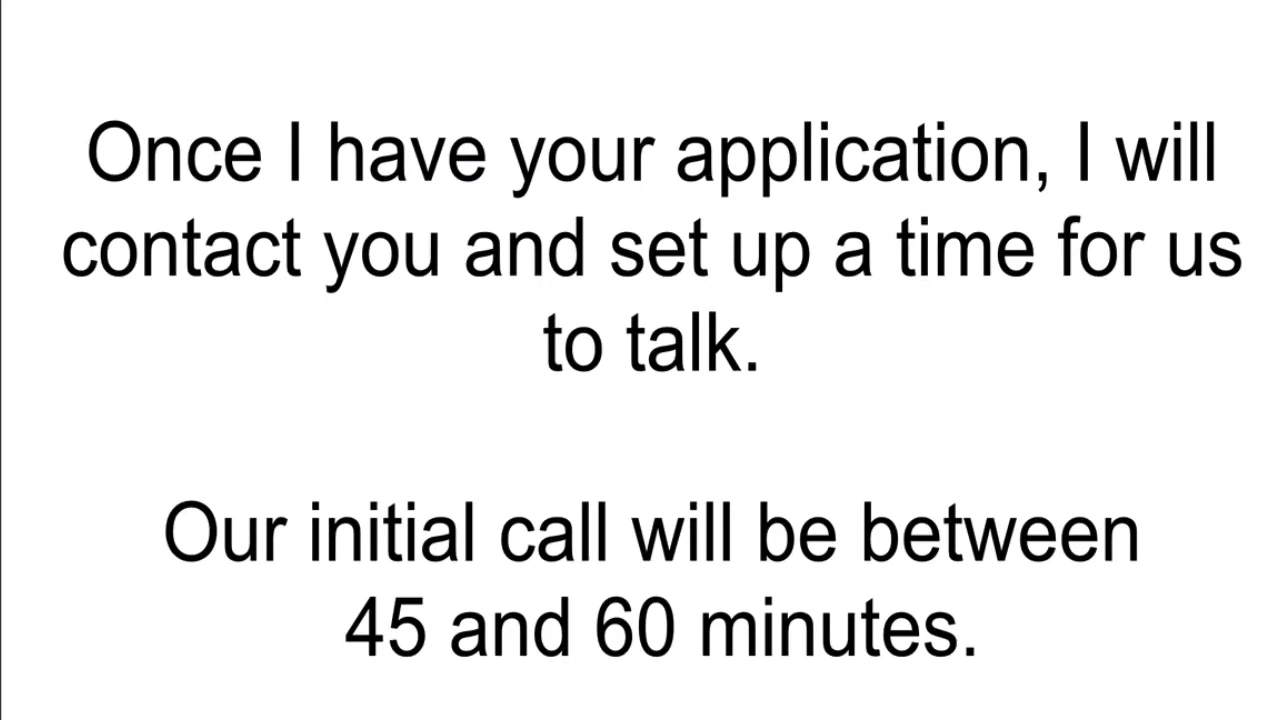 Once I have your application, I will
contact you and set up a time for us
to talk.
Our initial call will be between
45 and 60 minutes.